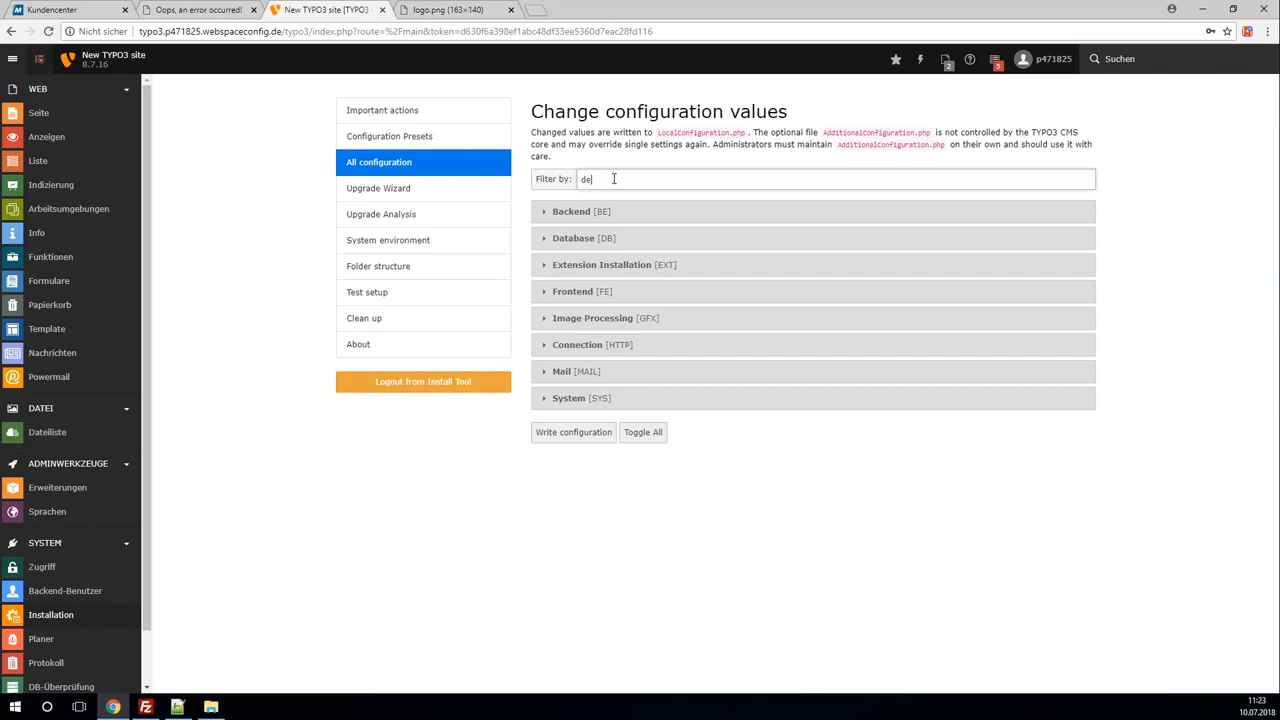 Kundencenter
Oops, an error occurred!
New TYPO3 site [TYPO3
logo.png (163×140)
Nicht sicher
typo3.p471825.webspaceconfig.de/typo3/index.php?route=%2Fmain&token=d630f6a398ef1abc48df33ee5360d7eac28fd116
New TYPO3 site
8.7.16
2
5
p471825
Suchen
WEB
Seite
Anzeigen
Liste
Indizierung
Arbeitsumgebungen
Info
Funktionen
Formulare
Papierkorb
Template
Nachrichten
Powermail
DATEI
Dateiliste
ADMINWERKZEUGE
Erweiterungen
Sprachen
SYSTEM
Zugriff
Backend-Benutzer
Installation
Planer
Protokoll
DB-Überprüfung
Important actions
Configuration Presets
All configuration
Upgrade Wizard
Upgrade Analysis
System environment
Folder structure
Test setup
Clean up
About
Logout from Install Tool
Change configuration values
Changed values are written to LocalConfiguration.php. The optional file AdditionalConfiguration.php is not controlled by the TYPO3 CMS
core and may override single settings again. Administrators must maintain AdditionalConfiguration.php on their own and should use it with
care.
Filter by: de
Backend [BE]
Database [DB]
Extension Installation [EXT]
Frontend [FE]
Image Processing [GFX]
Connection [HTTP]
Mail [MAIL]
System [SYS]
Write configuration
Toggle All
11:23
10.07.2018